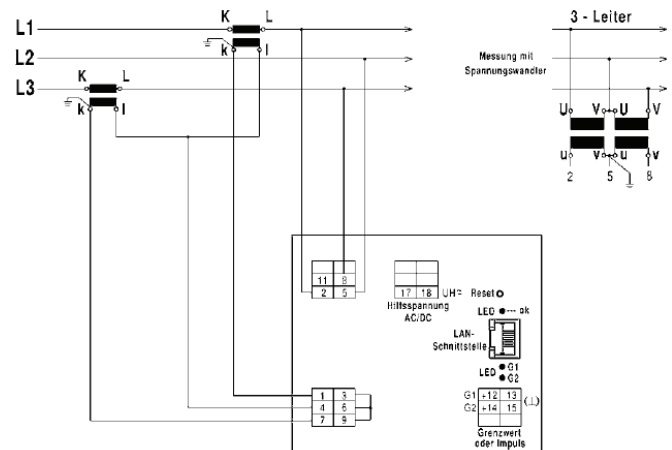 K L
3 - Leiter
L1
k l
L2
Messung mit
Spannungswandler
K L
L3
k l
U V U V
u v u v
2 5 8
11 8
2 5
17 18 UH≂ Reset
Hilfsspannung
AC/DC
LED --- ok
LAN-
Schnittstelle
LED G1
G2
1 3
4 6
7 9
G1 +12 13 (⊥)
G2 +14 15
Grenzwert
oder Impuls